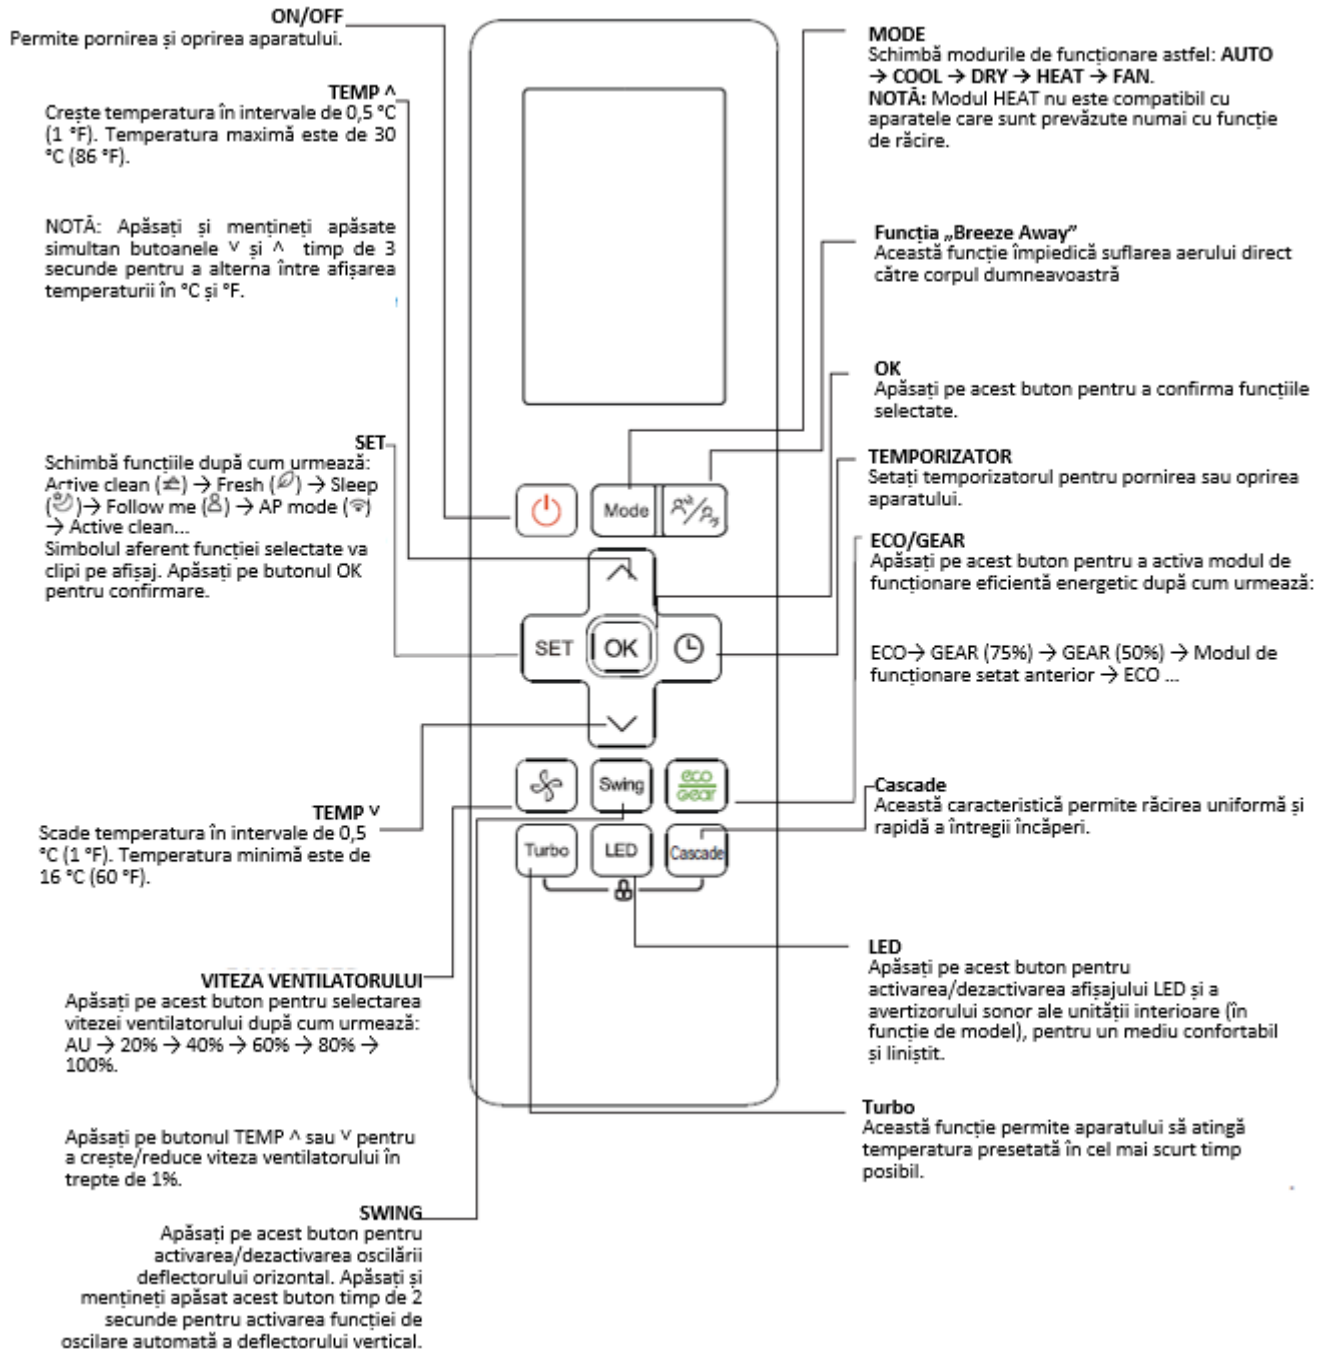 ON/OFF
Permite pornirea și oprirea aparatului.
TEMP ˄
Crește temperatura în intervale de 0,5 °C
(1 °F). Temperatura maximă este de 30
°C (86 °F).
NOTĂ: Apăsați și mențineți apăsate
simultan butoanele ˅ și ˄ timp de 3
secunde pentru a alterna între afișarea
temperaturii în °C și °F.
SET
Schimbă funcțiile după cum urmează:
Active clean () → Fresh () → Sleep
() → Follow me () → AP mode ()
→ Active clean...
Simbolul aferent funcției selectate va
clipi pe afișaj. Apăsați pe butonul OK
pentru confirmare.
TEMP ˅
Scade temperatura în intervale de 0,5
°C (1 °F). Temperatura minimă este de
16 °C (60 °F).
VITEZA VENTILATORULUI
Apăsați pe acest buton pentru selectarea
vitezei ventilatorului după cum urmează:
AU → 20% → 40% → 60% → 80% →
100%.
Apăsați pe butonul TEMP ˄ sau ˅ pentru
a crește/reduce viteza ventilatorului în
trepte de 1%.
SWING
Apăsați pe acest buton pentru
activarea/dezactivarea oscilării
deflectorului orizontal. Apăsați și
mențineți apăsat acest buton timp de 2
secunde pentru activarea funcției de
oscilare automată a deflectorului vertical.
Mode
SET
OK
Swing
eco
gear
Turbo
LED
Cascade
MODE
Schimbă modurile de funcționare astfel: AUTO
→ COOL → DRY → HEAT → FAN.
NOTĂ: Modul HEAT nu este compatibil cu
aparatele care sunt prevăzute numai cu funcție
de răcire.
Funcția „Breeze Away”
Această funcție împiedică suflarea aerului direct
către corpul dumneavoastră
OK
Apăsați pe acest buton pentru a confirma funcțiile
selectate.
TEMPORIZATOR
Setați temporizatorul pentru pornirea sau oprirea
aparatului.
ECO/GEAR
Apăsați pe acest buton pentru a activa modul de
funcționare eficientă energetic după cum urmează:
ECO→ GEAR (75%) → GEAR (50%) → Modul de
funcționare setat anterior → ECO ...
Cascade
Această caracteristică permite răcirea uniformă și
rapidă a întregii încăperi.
LED
Apăsați pe acest buton pentru
activarea/dezactivarea afișajului LED și a
avertizorului sonor ale unității interioare (în
funcție de model), pentru un mediu confortabil
și liniștit.
Turbo
Această funcție permite aparatului să atingă
temperatura presetată în cel mai scurt timp
posibil.